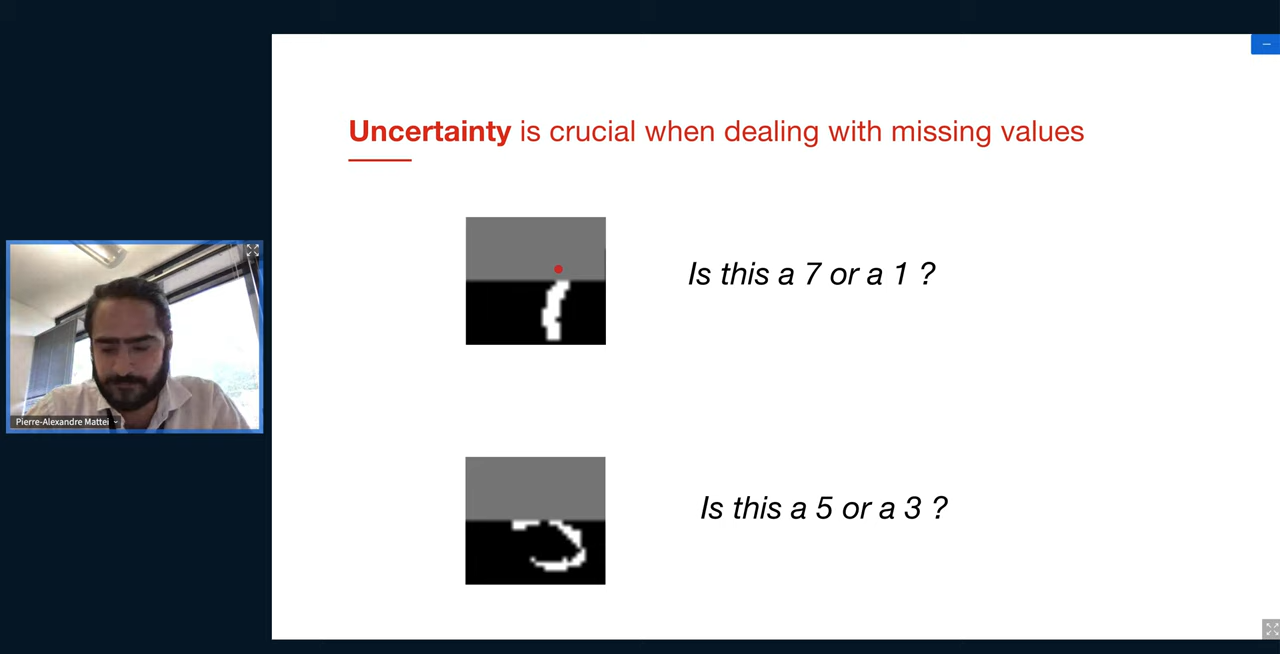 Uncertainty is crucial when dealing with missing values
Is this a 7 or a 1 ?
Pierre-Alexandre Mattei
Is this a 5 or a 3 ?